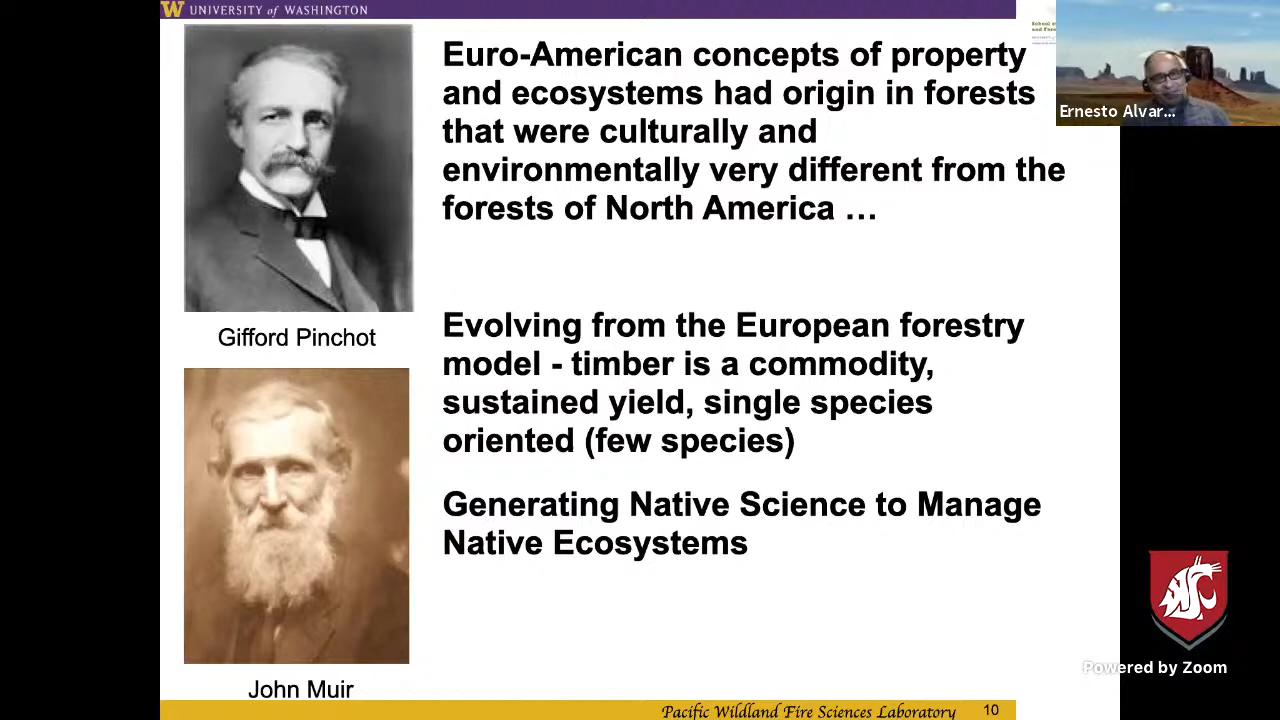 W UNIVERSITY of WASHINGTON
Euro-American concepts of property
and ecosystems had origin in forests
that were culturally and
environmentally very different from the
forests of North America …
Ernesto Alvar...
Gifford Pinchot
Evolving from the European forestry
model - timber is a commodity,
sustained yield, single species
oriented (few species)
Generating Native Science to Manage
Native Ecosystems
John Muir
Powered by Zoom
Pacific Wildland Fire Sciences Laboratory 10